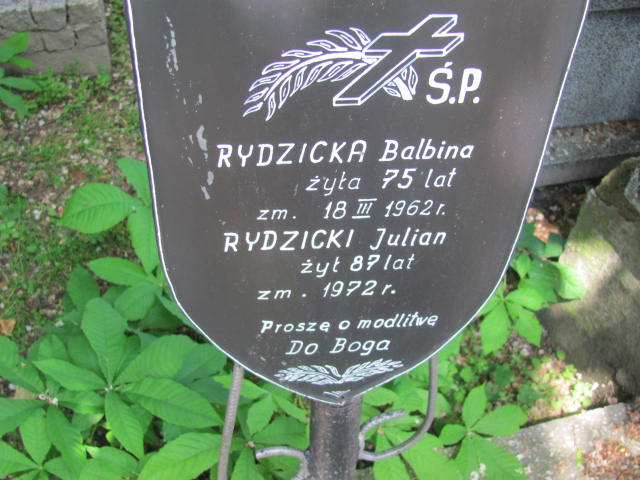 Ś.P.
RYDZICKA Balbina
żyła 75 lat
zm. 18 III 1962 r.
RYDZICKI Julian
żył 87 lat
zm. 1972 r.
Proszę o modlitwę
Do Boga